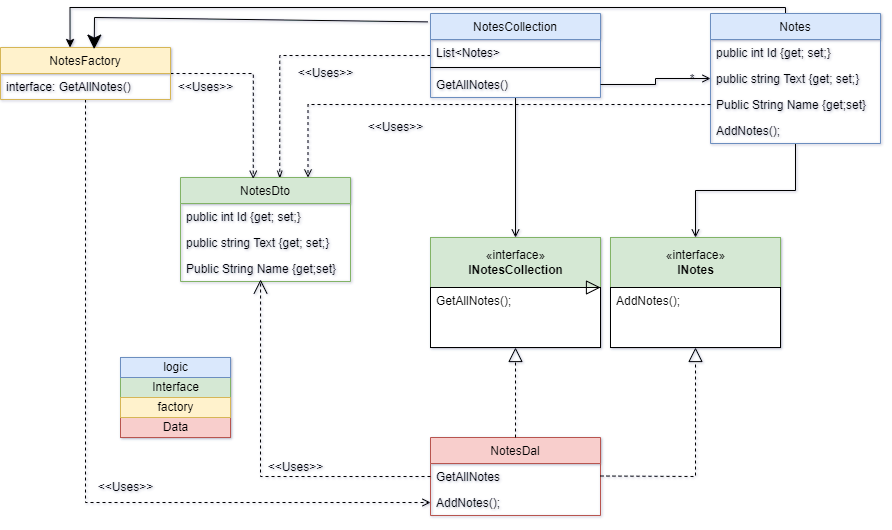 NotesCollection
List<Notes>
GetAllNotes()
Notes
public int Id {get; set;}
public string Text {get; set;}
Public String Name {get;set}
AddNotes();
*
NotesFactory
interface: GetAllNotes()
<<Uses>>
<<Uses>>
<<Uses>>
NotesDto
public int Id {get; set;}
public string Text {get; set;}
Public String Name {get;set}
«interface»
INotesCollection
GetAllNotes();
«interface»
INotes
AddNotes();
logic
Interface
factory
Data
NotesDal
GetAllNotes
AddNotes();
<<Uses>>
<<Uses>>